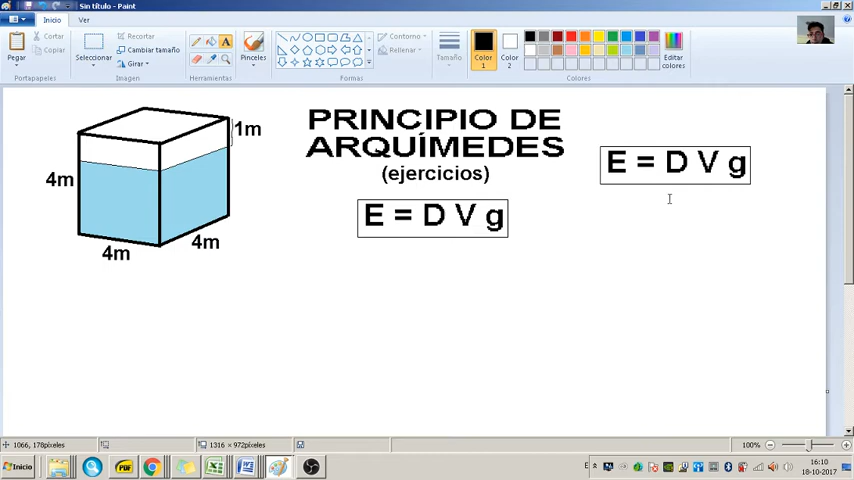 Sin título - Paint
Inicio
Ver
Pegar
Cortar
Copiar
Portapapeles
Seleccionar
Recortar
Cambiar tamaño
Girar
Imagen
A
Herramientas
Pinceles
Contorno
Rellenar
Formas
Tamaño
Color 1
Color 2
Editar colores
Colores
1m
4m
4m
4m
PRINCIPIO DE
ARQUÍMEDES
(ejercicios)
E = D V g
E = D V g
1066, 178píxeles
1316 × 972píxeles
100%
Inicio
PDF
E
16:10
18-10-2017